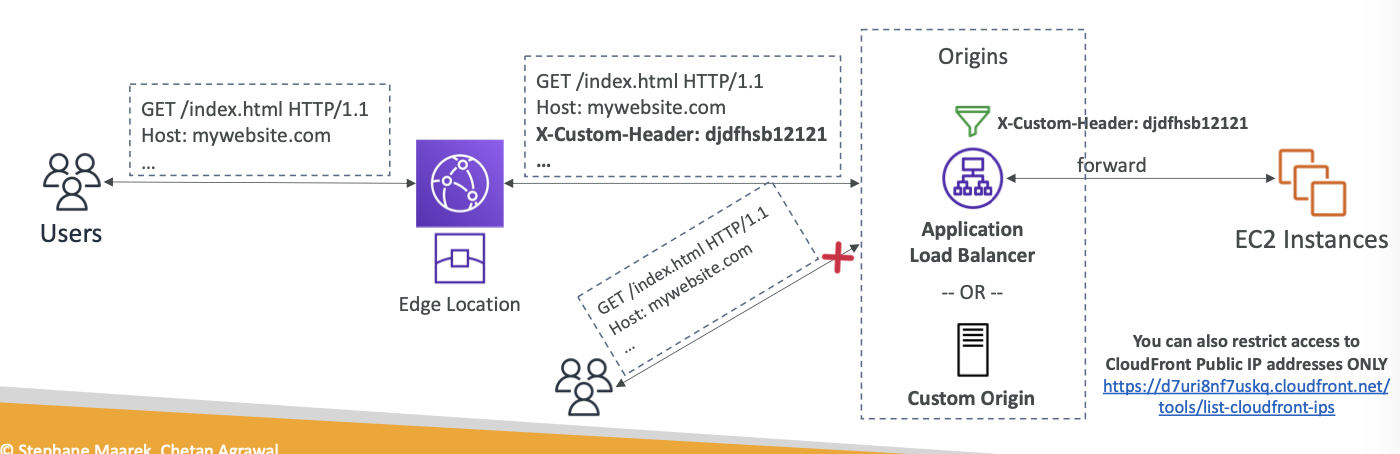 GET /index.html HTTP/1.1
Host: mywebsite.com
...
Users
Edge Location
GET /index.html HTTP/1.1
Host: mywebsite.com
X-Custom-Header: djdfhsb12121
...
GET /index.html HTTP/1.1
Host: mywebsite.com
...
Origins
X-Custom-Header: djdfhsb12121
Application
Load Balancer
-- OR --
Custom Origin
forward
EC2 Instances
You can also restrict access to
CloudFront Public IP addresses ONLY
https://d7uri8nf7uskq.cloudfront.net/
tools/list-cloudfront-ips
© Stephane Maarek, Chetan Agrawal